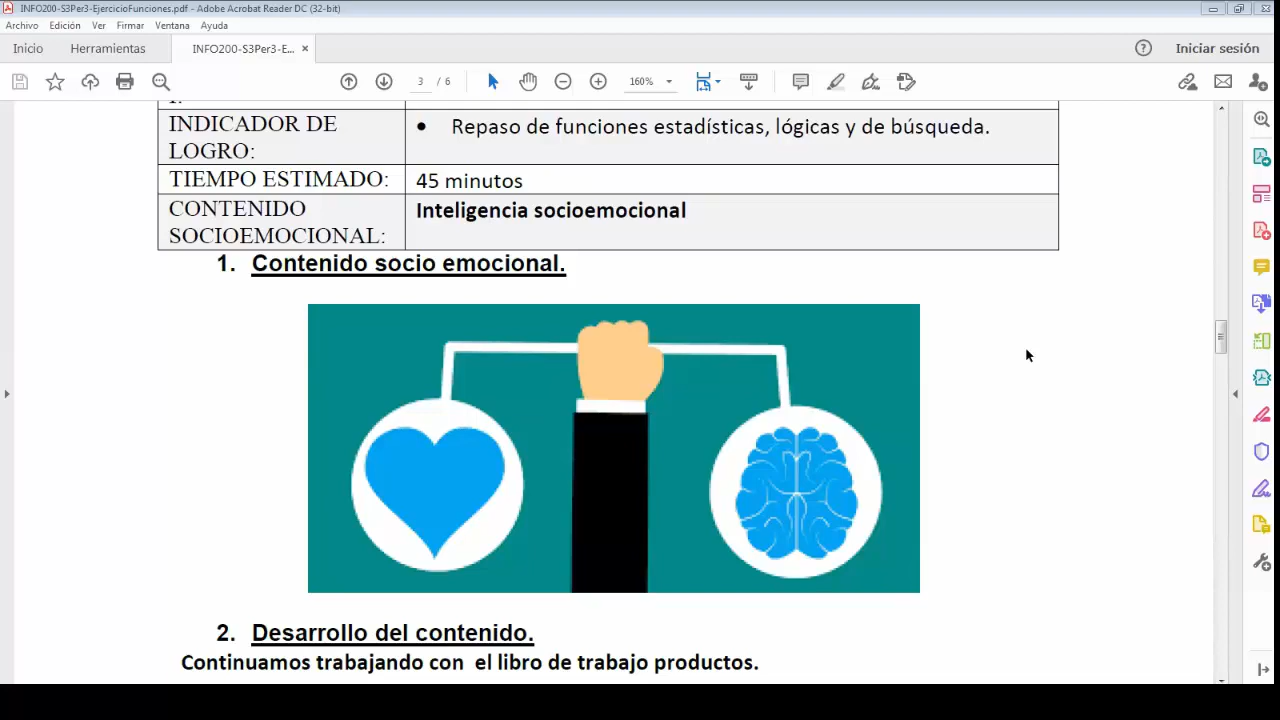 INFO200-S3Per3-EjercicioFunciones.pdf - Adobe Acrobat Reader DC (32-bit)
Archivo Edición Ver Firmar Ventana Ayuda
Inicio Herramientas INFO200-S3Per3-E... × Iniciar sesión
3 / 6 160%
INDICADOR DE LOGRO:
• Repaso de funciones estadísticas, lógicas y de búsqueda.
TIEMPO ESTIMADO: 45 minutos
CONTENIDO SOCIOEMOCIONAL:
Inteligencia socioemocional
1. Contenido socio emocional.
2. Desarrollo del contenido.
Continuamos trabajando con el libro de trabajo productos.